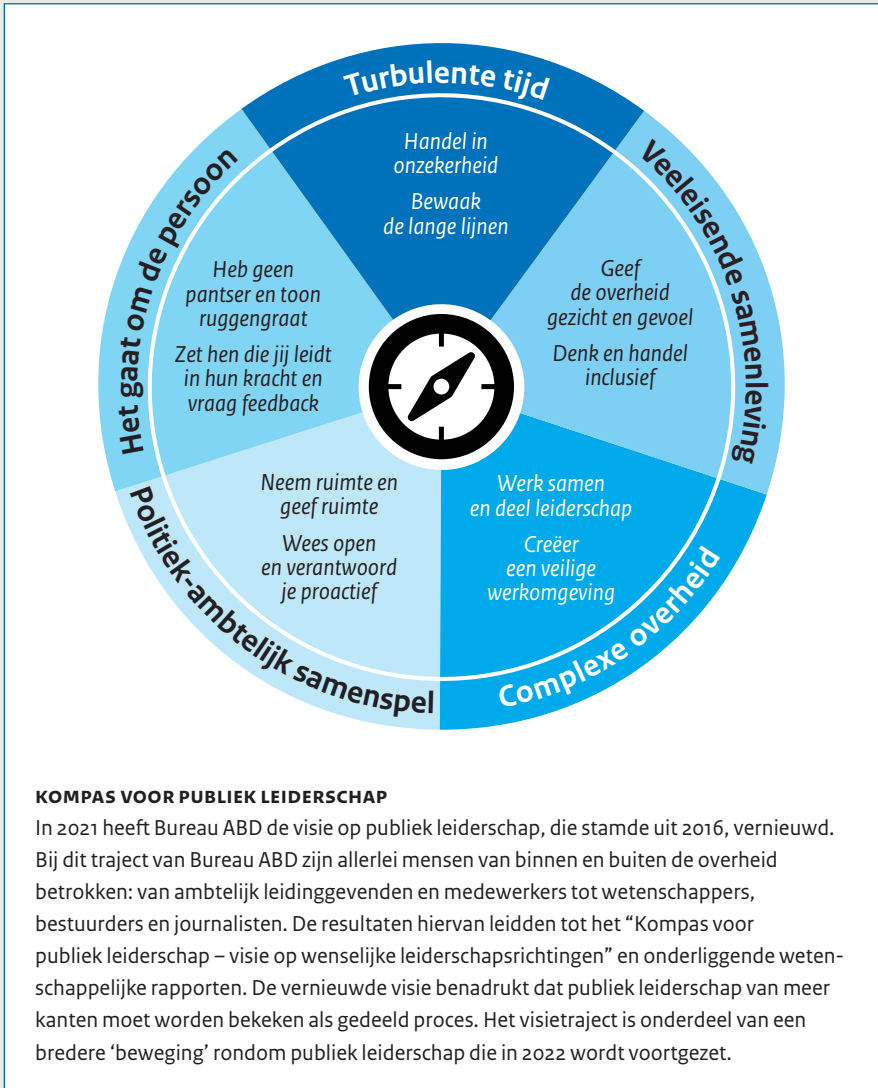 Turbulente tijd
Handel in
onzekerheid
Bewaak
de lange lijnen
Veeleisende samenleving
Geef
de overheid
gezicht en gevoel
Denk en handel
inclusief
Complexe overheid
Werk samen
en deel leiderschap
Creëer
een veilige
werkomgeving
Politiek-ambtelijk samenspel
Neem ruimte en
geef ruimte
Wees open
en verantwoord
je proactief
Het gaat om de persoon
Heb geen
pantser en toon
ruggengraat
Zet hen die jij leidt
in hun kracht en
vraag feedback
KOMPAS VOOR PUBLIEK LEIDERSCHAP
In 2021 heeft Bureau ABD de visie op publiek leiderschap, die stamde uit 2016, vernieuwd.
Bij dit traject van Bureau ABD zijn allerlei mensen van binnen en buiten de overheid
betrokken: van ambtelijk leidinggevenden en medewerkers tot wetenschappers,
bestuurders en journalisten. De resultaten hiervan leidden tot het “Kompas voor
publiek leiderschap – visie op wenselijke leiderschapsrichtingen” en onderliggende weten-
schappelijke rapporten. De vernieuwde visie benadrukt dat publiek leiderschap van meer
kanten moet worden bekeken als gedeeld proces. Het visietraject is onderdeel van een
bredere ‘beweging’ rondom publiek leiderschap die in 2022 wordt voortgezet.